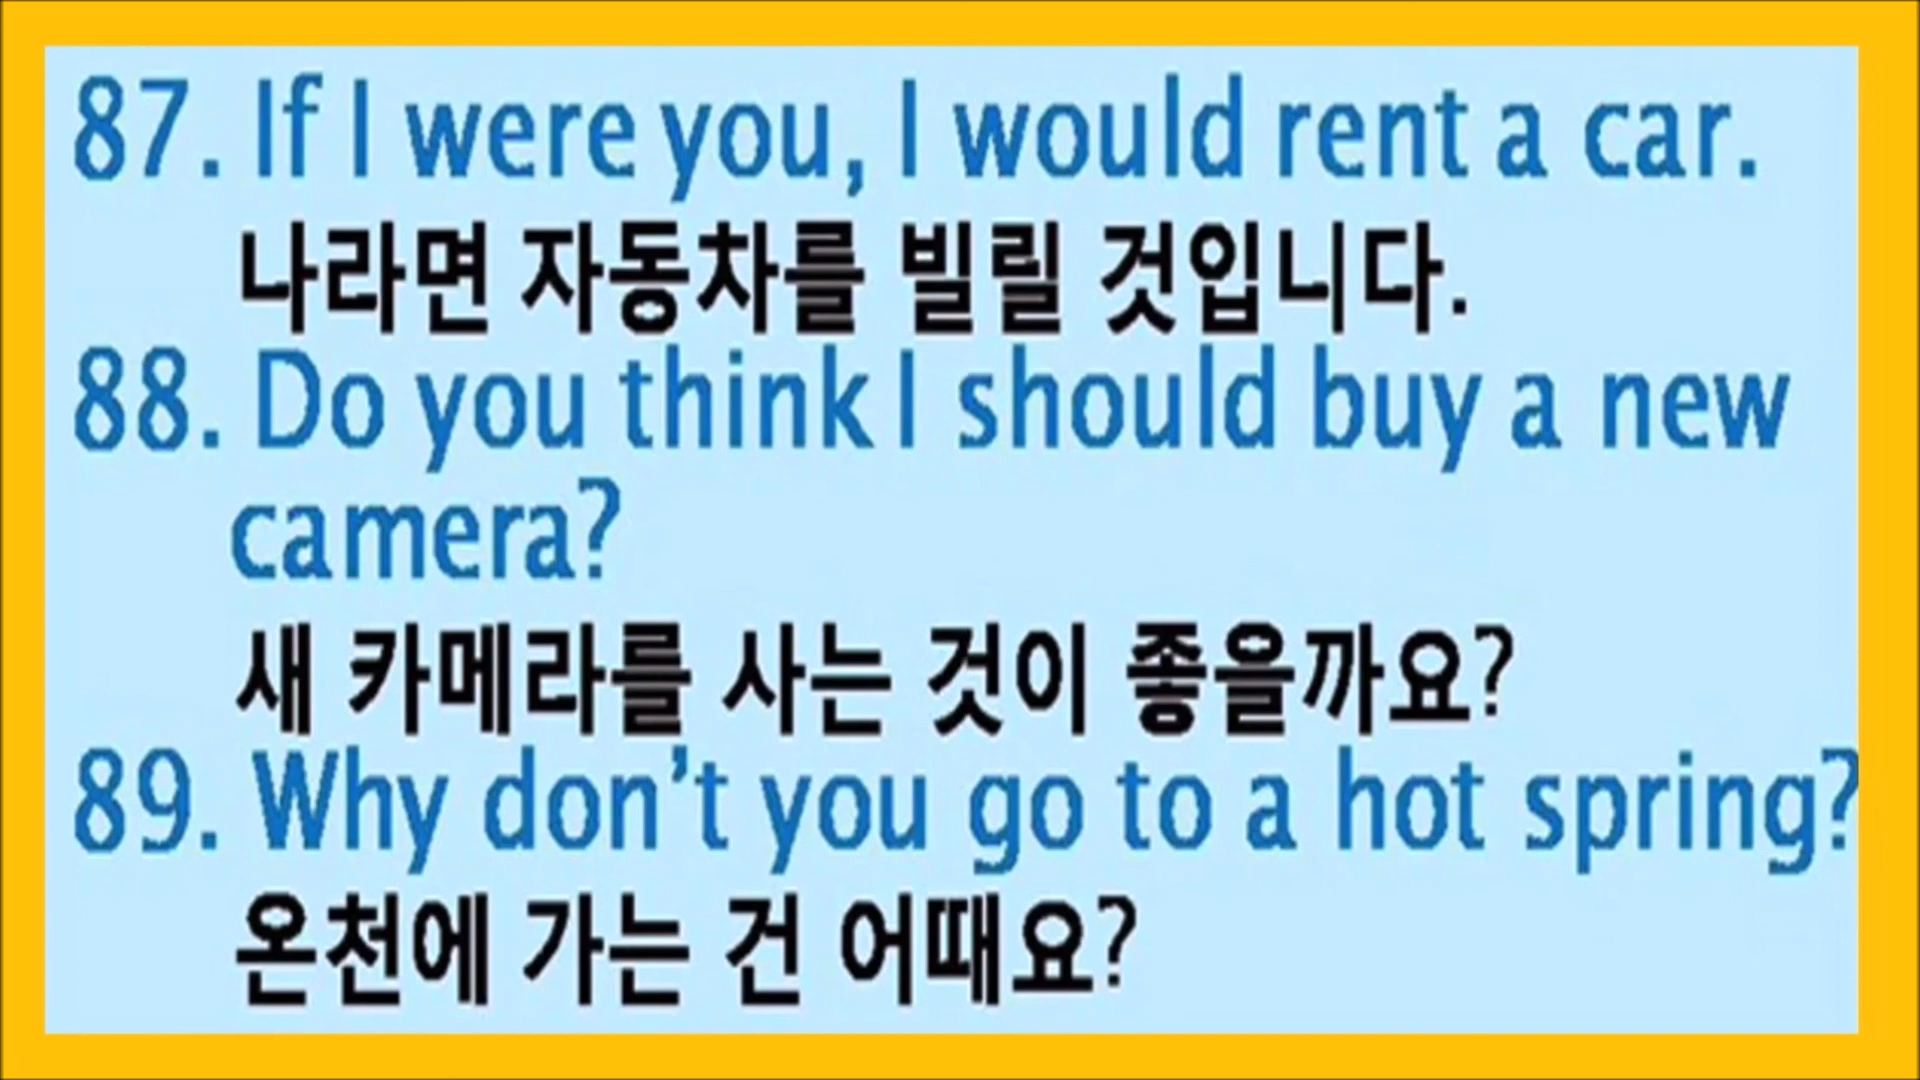 87. If I were you, I would rent a car.
나라면 자동차를 빌릴 것입니다.
88. Do you think I should buy a new
camera?
새 카메라를 사는 것이 좋을까요?
89. Why don't you go to a hot spring?
온천에 가는 건 어때요?